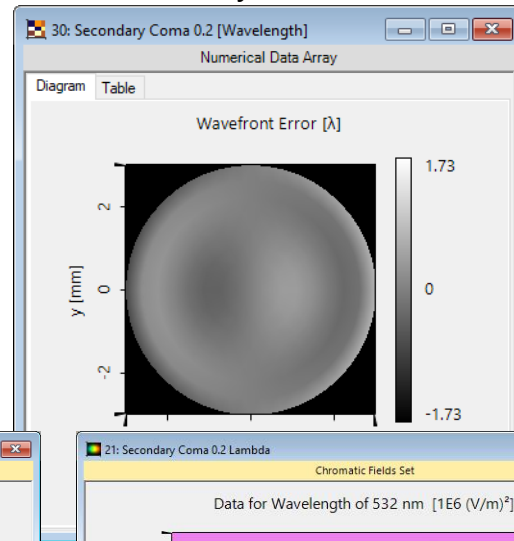 30: Secondary Coma 0.2 [Wavelength]
Numerical Data Array
Diagram Table
Wavefront Error [λ]
1.73
2
y [mm]
0
0
-2
-1.73
21: Secondary Coma 0.2 Lambda
Chromatic Fields Set
Data for Wavelength of 532 nm [1E6 (V/m)²]